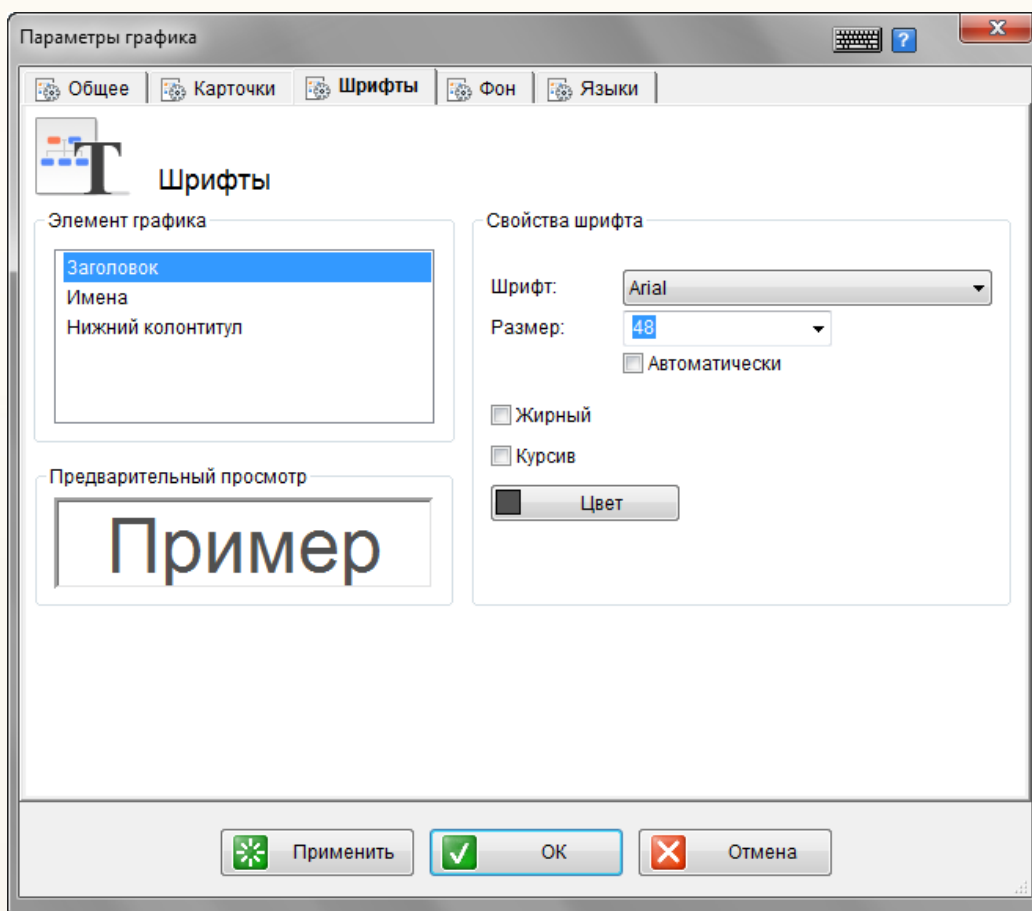 Параметры графика
?
Общее Карточки Шрифты Фон Языки
T Шрифты
Элемент графика
Заголовок
Имена
Нижний колонтитул
Предварительный просмотр
Пример
Свойства шрифта
Шрифт: Arial
Размер: 48
Автоматически
Жирный
Курсив
Цвет
Применить OK Отмена